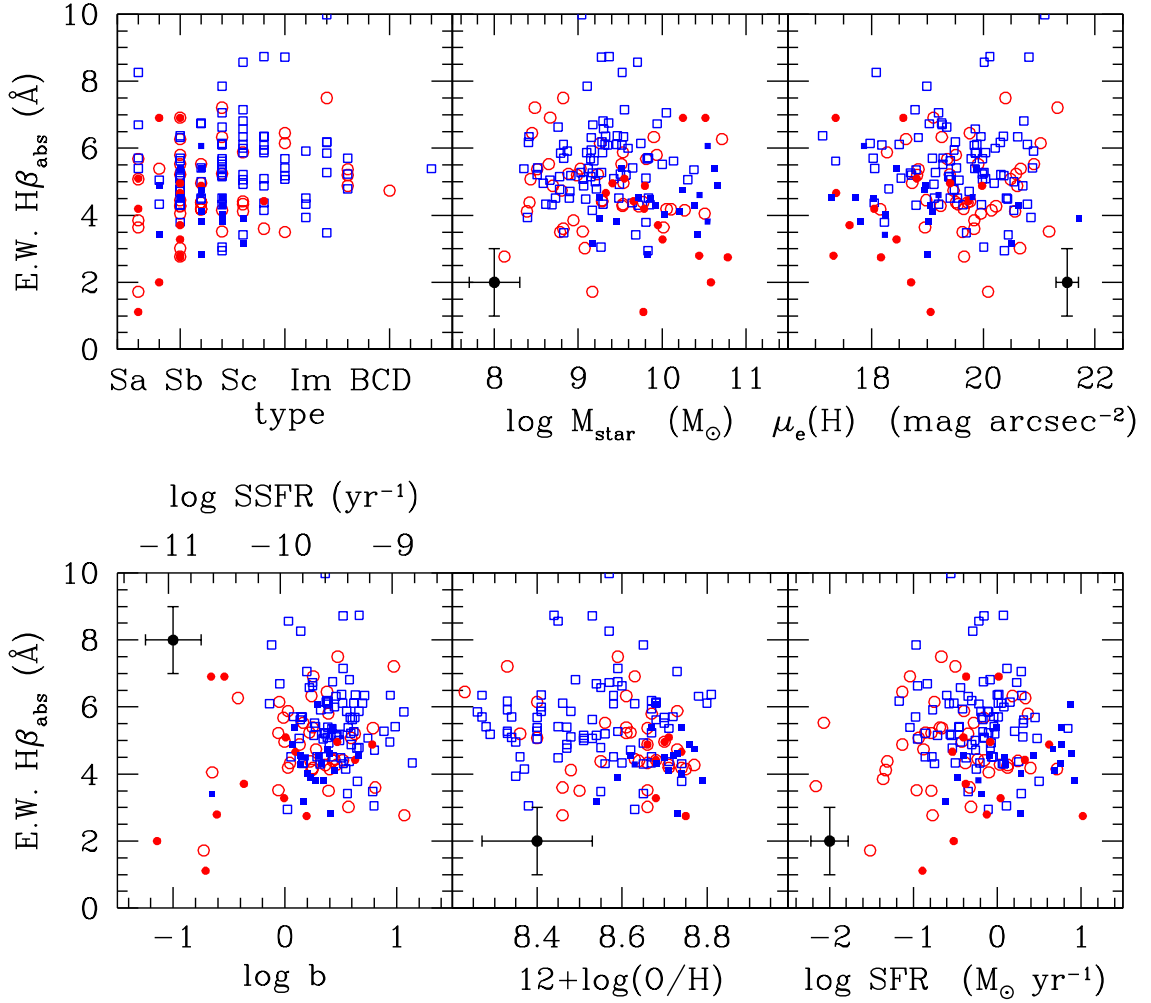 10
8
6
4
2
0
E.W. Hβabs (Å)
Sa Sb Sc Im BCD
type
8 9 10 11
log Mstar (M⊙)
18 20 22
μe(H) (mag arcsec−2)
log SSFR (yr−1)
−11 −10 −9
10
8
6
4
2
0
E.W. Hβabs (Å)
−1 0 1
log b
8.4 8.6 8.8
12+log(O/H)
−2 −1 0 1
log SFR (M⊙ yr−1)